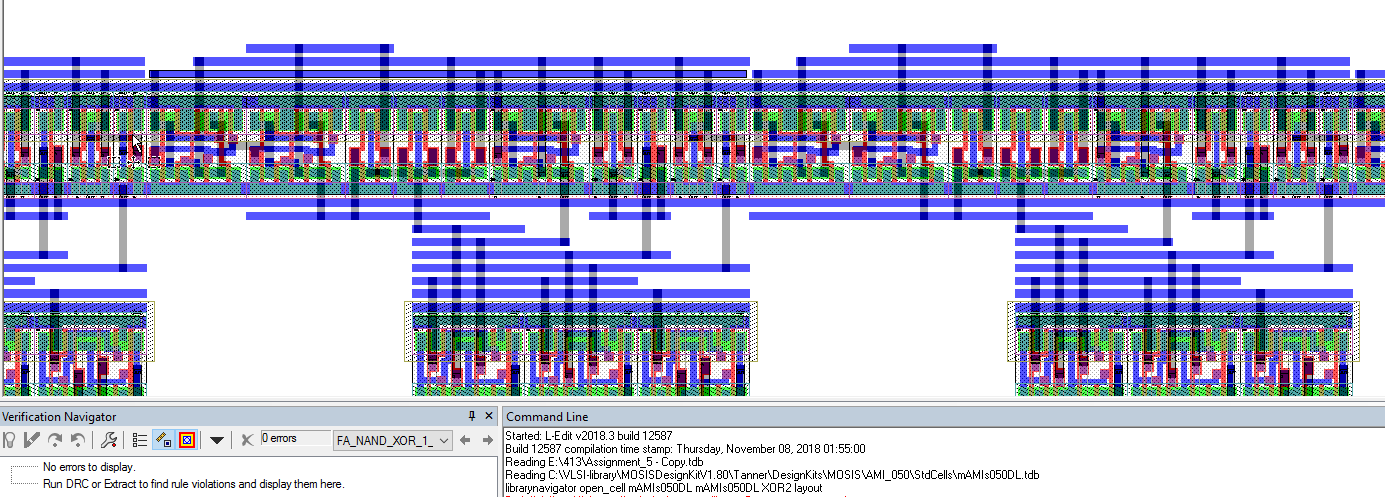 Verification Navigator
Command Line
0 errors
FA_NAND_XOR_1_
No errors to display.
Run DRC or Extract to find rule violations and display them here.
Started: L-Edit v2018.3 build 12587
Build 12587 compilation time stamp: Thursday, November 08, 2018 01:55:00
Reading E:\413\Assignment_5 - Copy.tdb
Reading C:\VLSI-library\MOSISDesignKitV1.80\Tanner\DesignKits\MOSIS\AMI_050\StdCells\mAMIs050DL.tdb
librarynavigator open_cell mAMIs050DL mAMIs050DL XOR2 layout